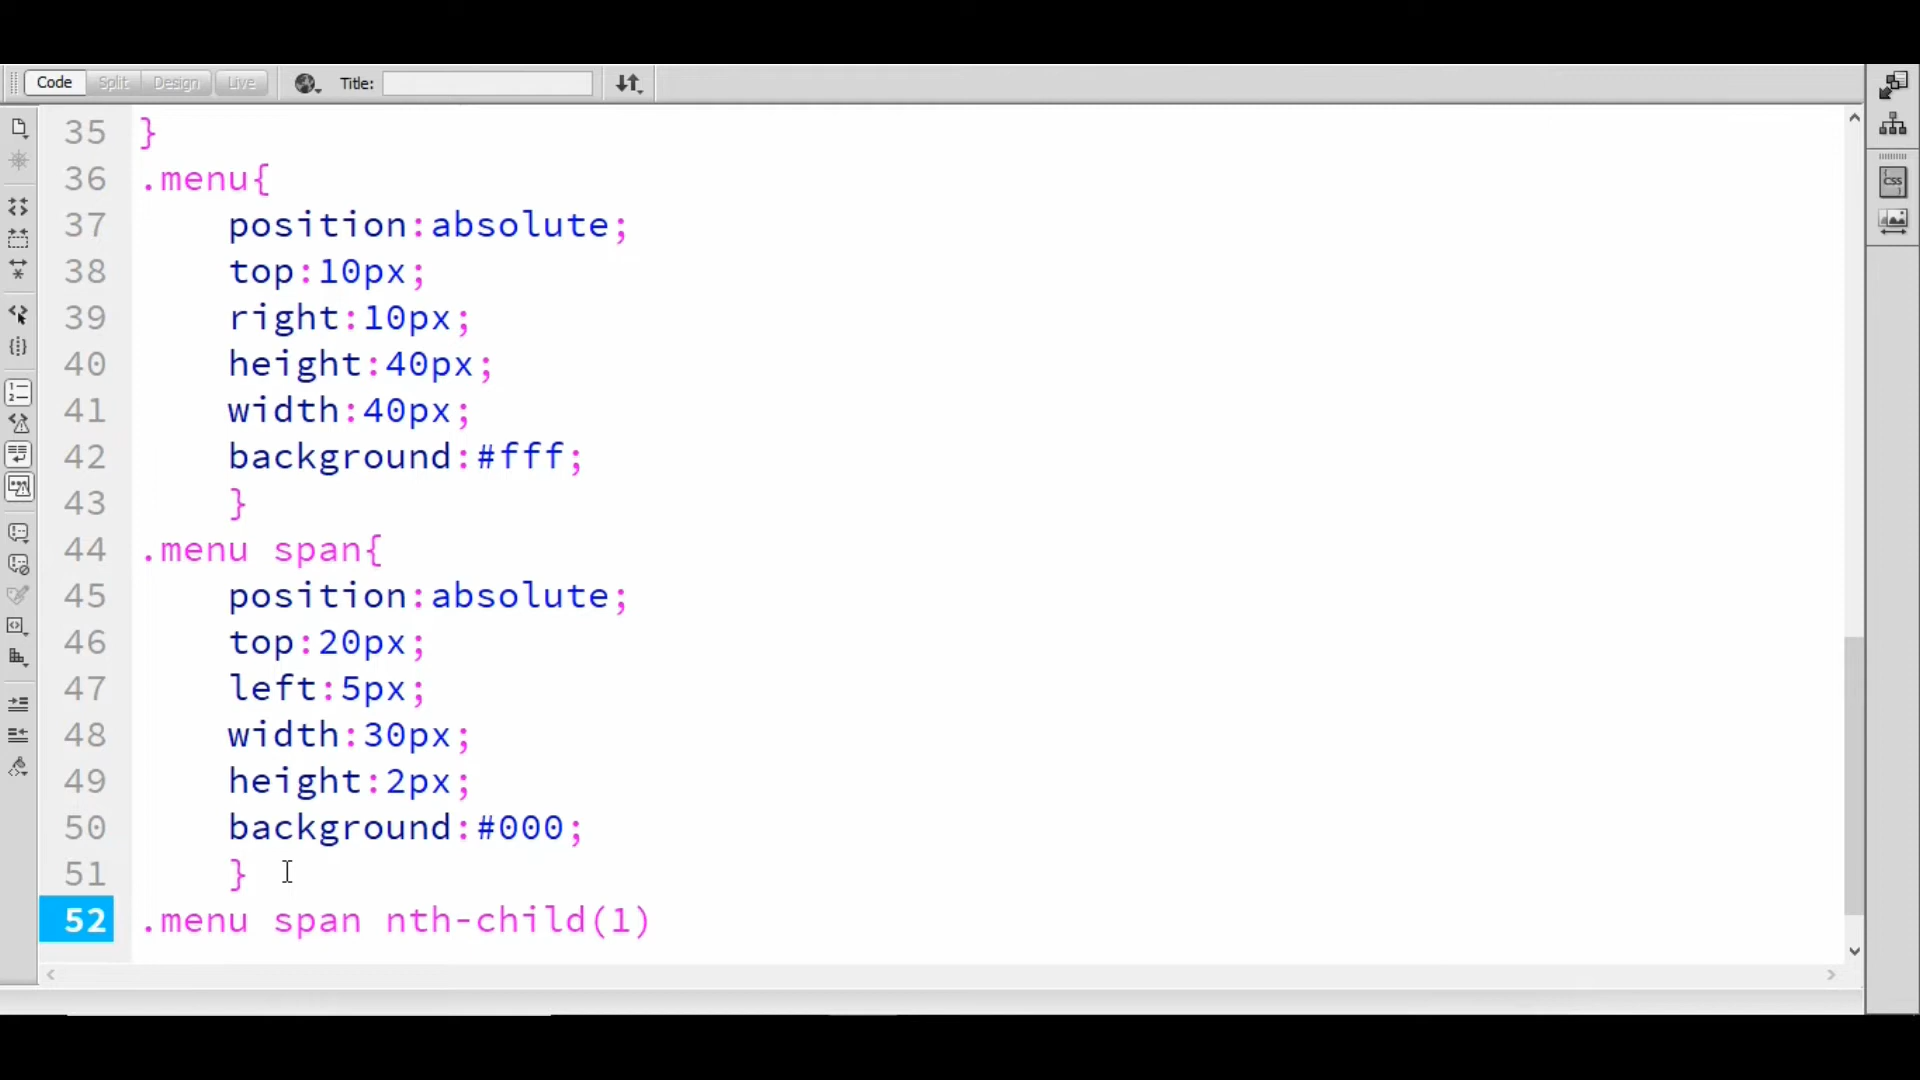 Code Split Design Live Title:
35 }
36 .menu{
37 position:absolute;
38 top:10px;
39 right:10px;
40 height:40px;
41 width:40px;
42 background:#fff;
43 }
44 .menu span{
45 position:absolute;
46 top:20px;
47 left:5px;
48 width:30px;
49 height:2px;
50 background:#000;
51 }
52 .menu span nth-child(1)
CSS